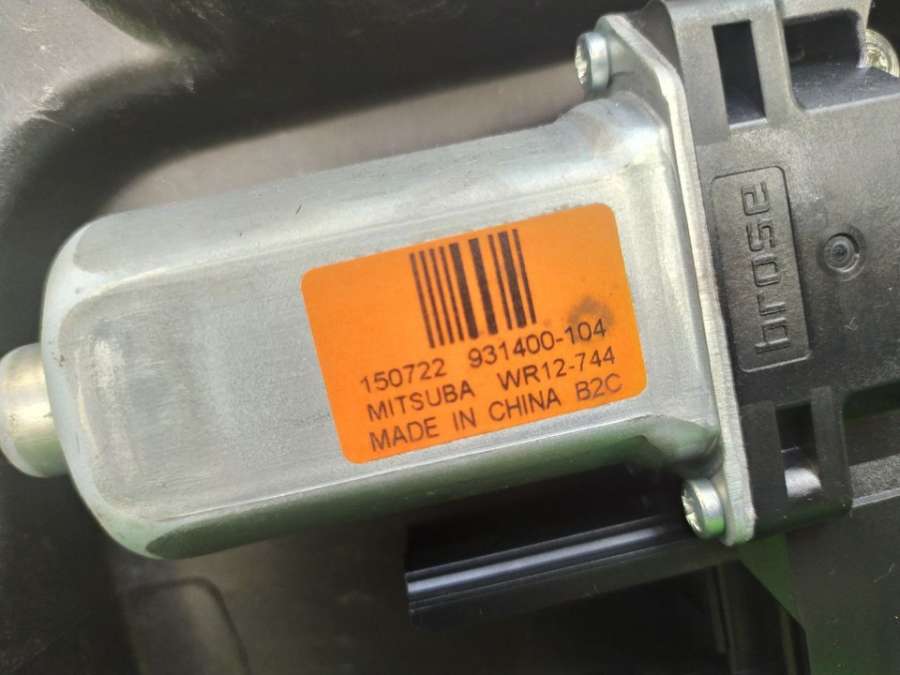 150722 931400-104
MITSUBA WR12-744
MADE IN CHINA B2C
brose